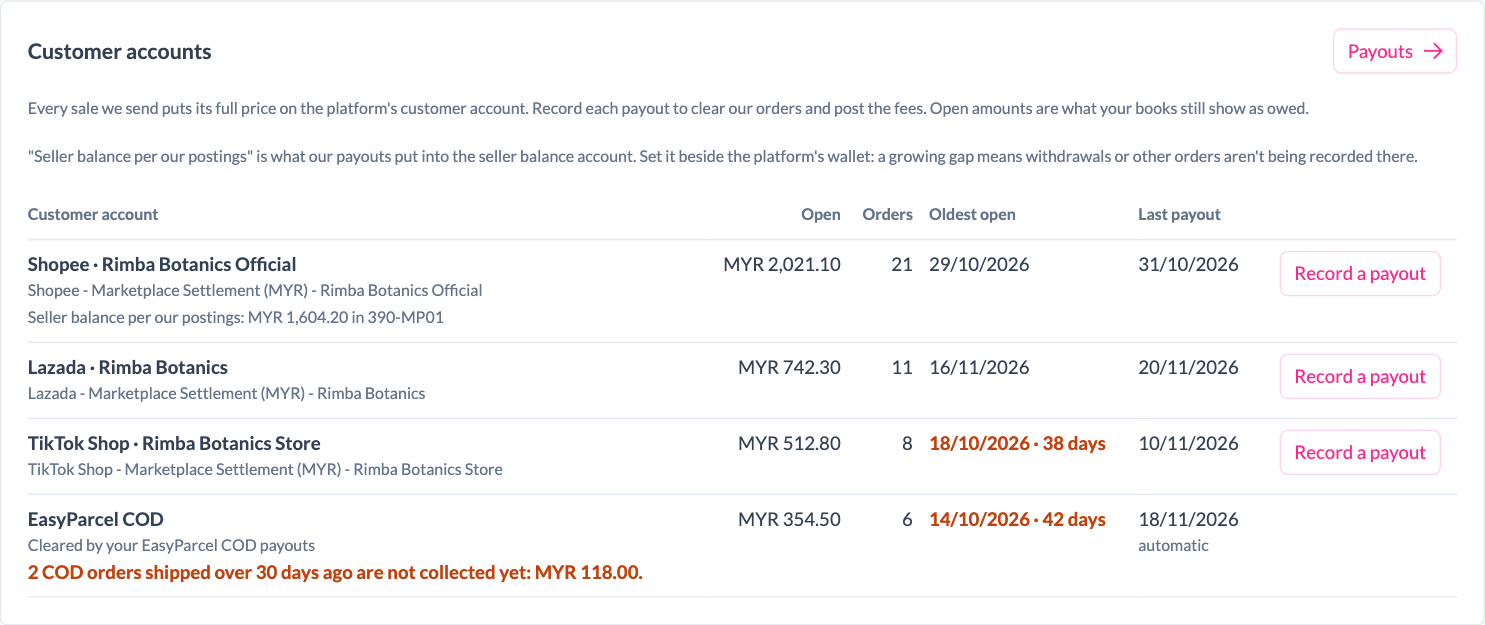 Customer accounts
Payouts →
Every sale we send puts its full price on the platform's customer account. Record each payout to clear our orders and post the fees. Open amounts are what your books still show as owed.
"Seller balance per our postings" is what our payouts put into the seller balance account. Set it beside the platform's wallet: a growing gap means withdrawals or other orders aren't being recorded there.
Customer account Open Orders Oldest open Last payout
Shopee · Rimba Botanics Official MYR 2,021.10 21 29/10/2026 31/10/2026 Record a payout
Shopee - Marketplace Settlement (MYR) - Rimba Botanics Official
Seller balance per our postings: MYR 1,604.20 in 390-MP01
Lazada · Rimba Botanics MYR 742.30 11 16/11/2026 20/11/2026 Record a payout
Lazada - Marketplace Settlement (MYR) - Rimba Botanics
TikTok Shop · Rimba Botanics Store MYR 512.80 8 18/10/2026 · 38 days 10/11/2026 Record a payout
TikTok Shop - Marketplace Settlement (MYR) - Rimba Botanics Store
EasyParcel COD MYR 354.50 6 14/10/2026 · 42 days 18/11/2026
Cleared by your EasyParcel COD payouts automatic
2 COD orders shipped over 30 days ago are not collected yet: MYR 118.00.